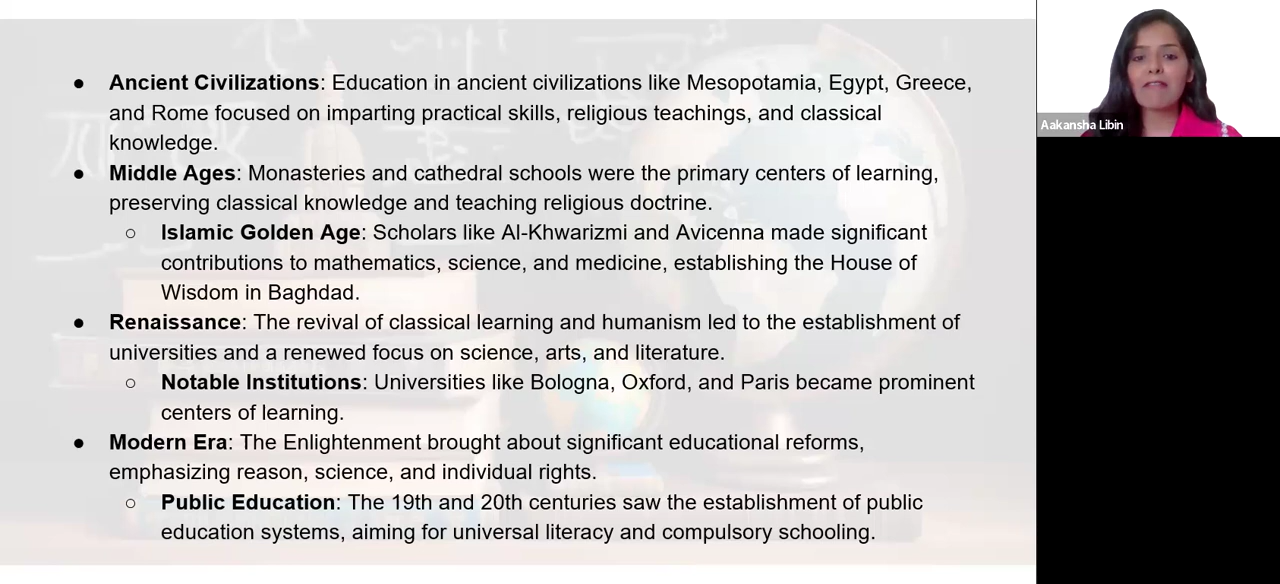 ● Ancient Civilizations: Education in ancient civilizations like Mesopotamia, Egypt, Greece,
and Rome focused on imparting practical skills, religious teachings, and classical
knowledge.
● Middle Ages: Monasteries and cathedral schools were the primary centers of learning,
preserving classical knowledge and teaching religious doctrine.
○ Islamic Golden Age: Scholars like Al-Khwarizmi and Avicenna made significant
contributions to mathematics, science, and medicine, establishing the House of
Wisdom in Baghdad.
● Renaissance: The revival of classical learning and humanism led to the establishment of
universities and a renewed focus on science, arts, and literature.
○ Notable Institutions: Universities like Bologna, Oxford, and Paris became prominent
centers of learning.
● Modern Era: The Enlightenment brought about significant educational reforms,
emphasizing reason, science, and individual rights.
○ Public Education: The 19th and 20th centuries saw the establishment of public
education systems, aiming for universal literacy and compulsory schooling.
Aakansha Libin